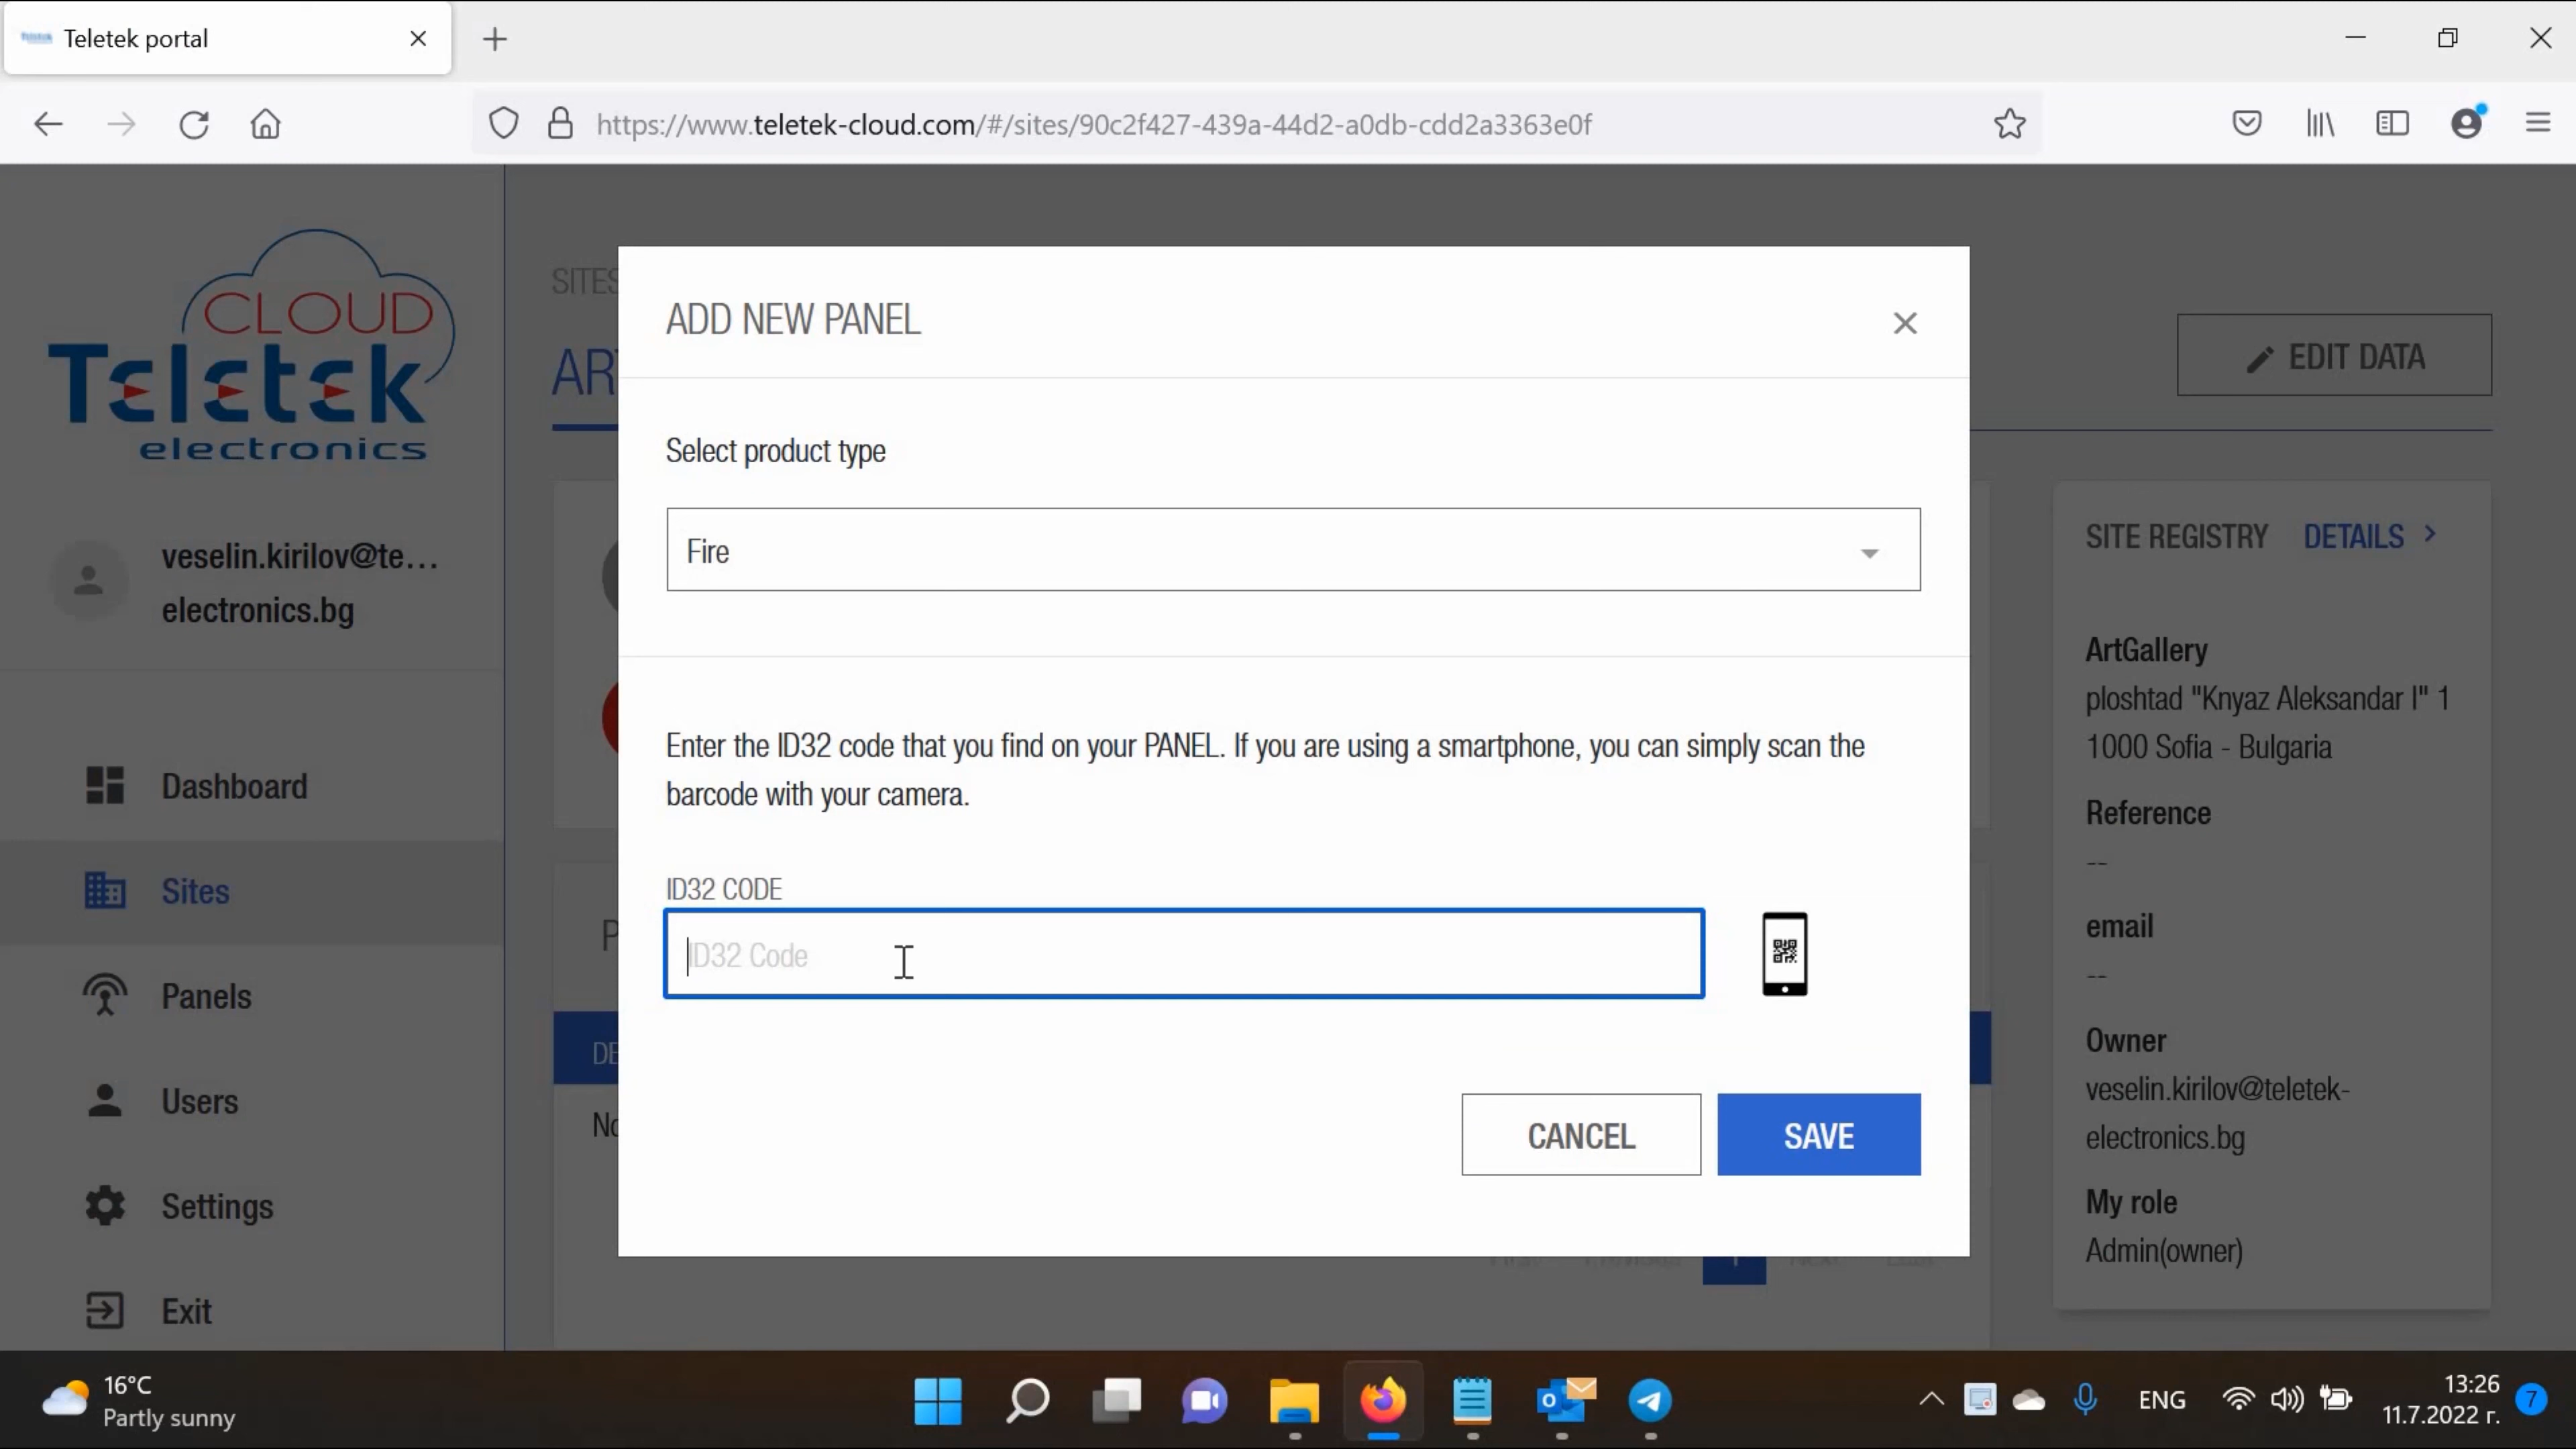 Teletek portal
https://www.teletek-cloud.com/#/sites/90c2f427-439a-44d2-a0db-cdd2a3363e0f
CLOUD
Teletek
electronics
veselin.kirilov@te...
electronics.bg
Dashboard
Sites
Panels
Users
Settings
Exit
SITES
ART
EDIT DATA
ADD NEW PANEL
Select product type
Fire
Enter the ID32 code that you find on your PANEL. If you are using a smartphone, you can simply scan the
barcode with your camera.
ID32 CODE
ID32 Code
CANCEL
SAVE
P
DE
No
SITE REGISTRY DETAILS
ArtGallery
ploshtad "Knyaz Aleksandar I" 1
1000 Sofia - Bulgaria
Reference
--
email
--
Owner
veselin.kirilov@teletek-
electronics.bg
My role
Admin(owner)
16°C
Partly sunny
ENG
13:26
11.7.2022 г.
7